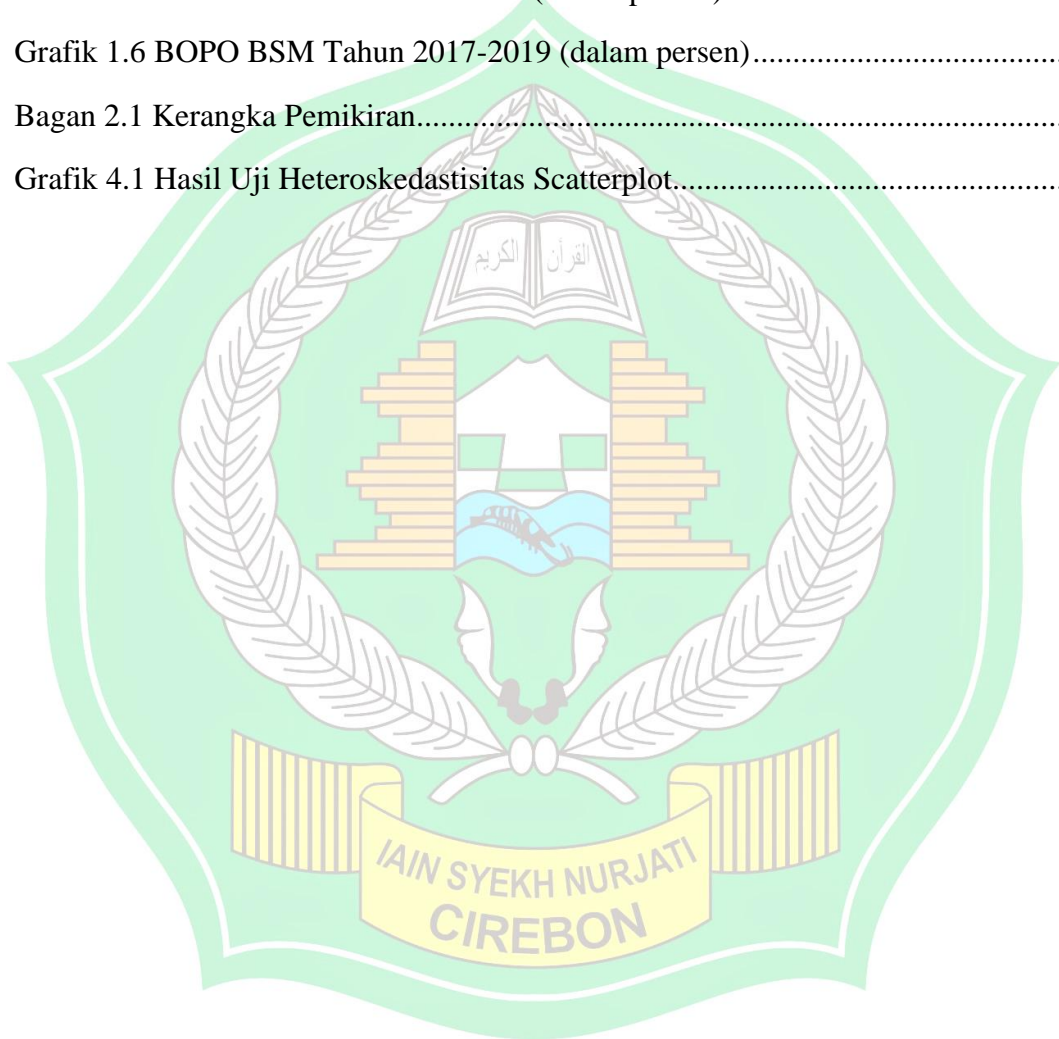 Grafik 1.6 BOPO BSM Tahun 2017-2019 (dalam persen)....................................
Bagan 2.1 Kerangka Pemikiran...........................................................................
Grafik 4.1 Hasil Uji Heteroskedastisitas Scatterplot............................................
القرآن الكريم
IAIN SYEKH NURJATI
CIREBON